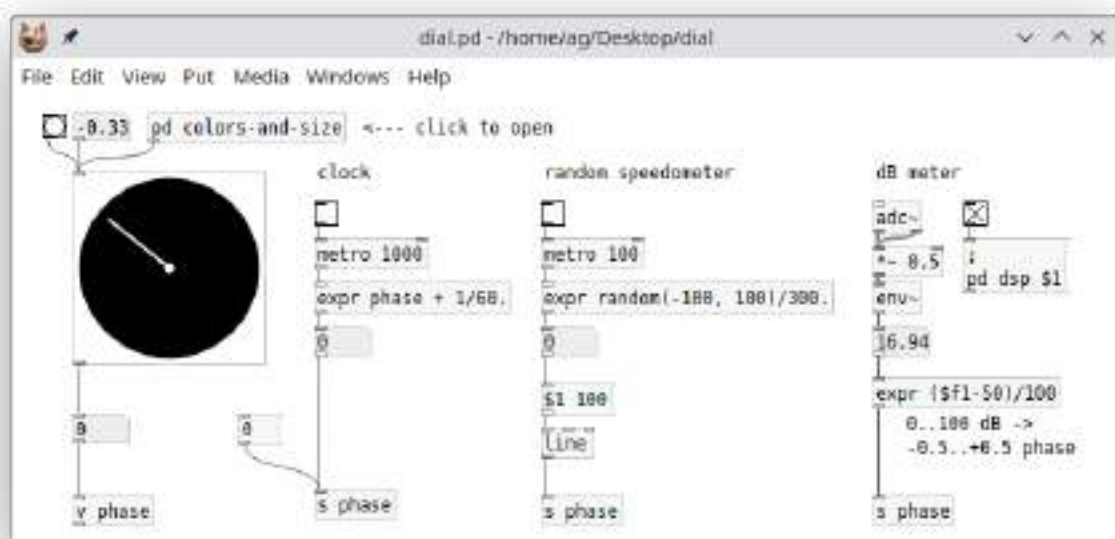 dial.pd - /home/ag/Desktop/dial
File Edit View Put Media Windows Help
-0.33 pd colors-and-size <--- click to open
clock
random speedometer
dB meter
metro 1000
metro 100
adc~
*~ 0.5
;
pd dsp $1
expr phase + 1/60.
expr random(-100, 100)/300.
env~
0
0
16.94
$1 100
expr ($f1-50)/100
0
0
line
0..100 dB ->
-0.5..+0.5 phase
v phase
s phase
s phase
s phase